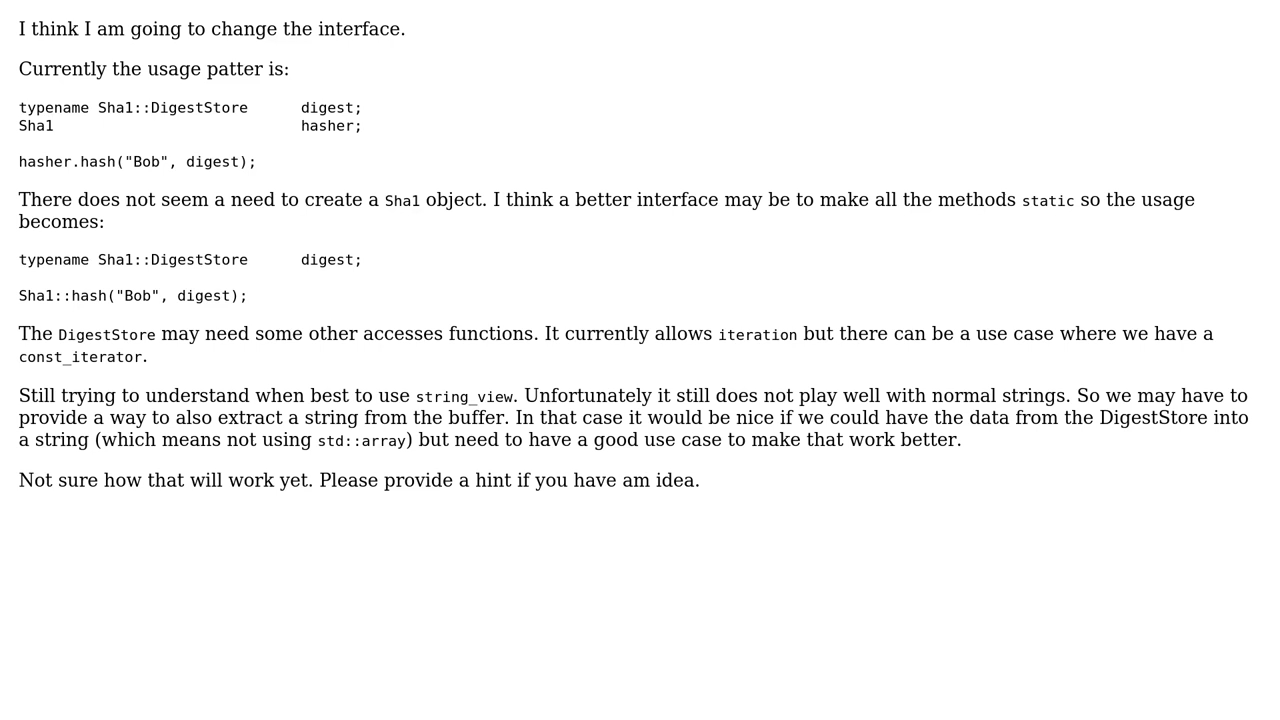 I think I am going to change the interface.
Currently the usage patter is:
typename Sha1::DigestStore      digest;
Sha1                            hasher;
hasher.hash("Bob", digest);
There does not seem a need to create a Sha1 object. I think a better interface may be to make all the methods static so the usage
becomes:
typename Sha1::DigestStore      digest;
Sha1::hash("Bob", digest);
The DigestStore may need some other accesses functions. It currently allows iteration but there can be a use case where we have a
const_iterator.
Still trying to understand when best to use string_view. Unfortunately it still does not play well with normal strings. So we may have to
provide a way to also extract a string from the buffer. In that case it would be nice if we could have the data from the DigestStore into
a string (which means not using std::array) but need to have a good use case to make that work better.
Not sure how that will work yet. Please provide a hint if you have am idea.